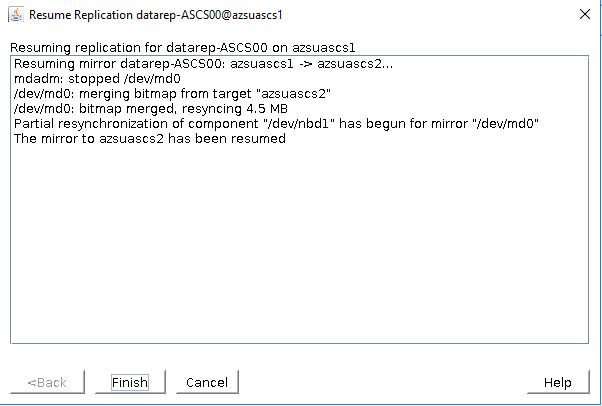 Resume Replication datarep-ASCS00@azsuascs1
Resuming replication for datarep-ASCS00 on azsuascs1
Resuming mirror datarep-ASCS00: azsuascs1 -> azsuascs2...
mdadm: stopped /dev/md0
/dev/md0: merging bitmap from target "azsuascs2"
/dev/md0: bitmap merged, resyncing 4.5 MB
Partial resynchronization of component "/dev/nbd1" has begun for mirror "/dev/md0"
The mirror to azsuascs2 has been resumed
<Back Finish Cancel Help